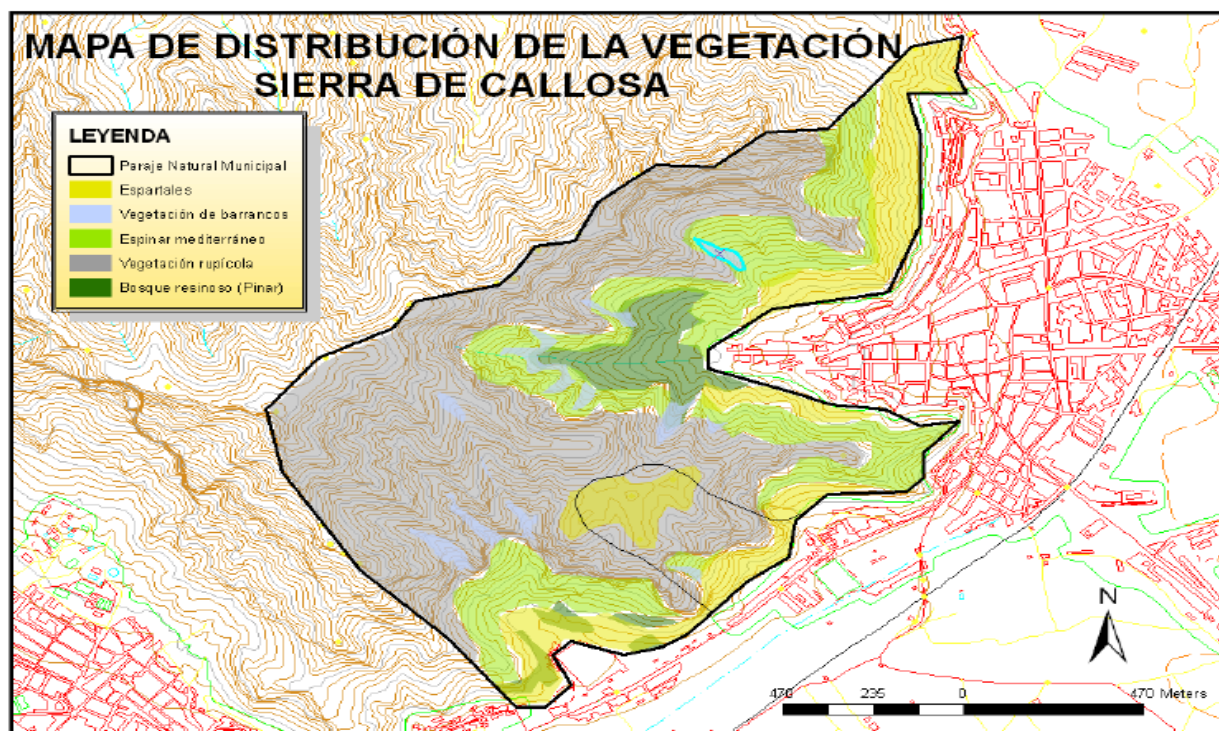 MAPA DE DISTRIBUCIÓN DE LA VEGETACIÓN
SIERRA DE CALLOSA
LEYENDA
Paraje Natural Municipal
Espartales
Vegetación de barrancos
Espinar mediterráneo
Vegetación rupícola
Bosque resinoso (Pinar)
N
470 235 0 470 Meters